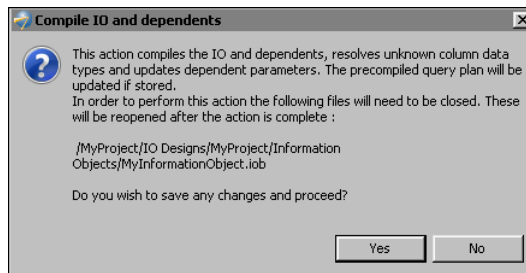 Compile IO and dependents
This action compiles the IO and dependents, resolves unknown column data
types and updates dependent parameters. The precompiled query plan will be
updated if stored.
In order to perform this action the following files will need to be closed. These
will be reopened after the action is complete :
/MyProject/IO Designs/MyProject/Information
Objects/MyInformationObject.iob
Do you wish to save any changes and proceed?
Yes
No